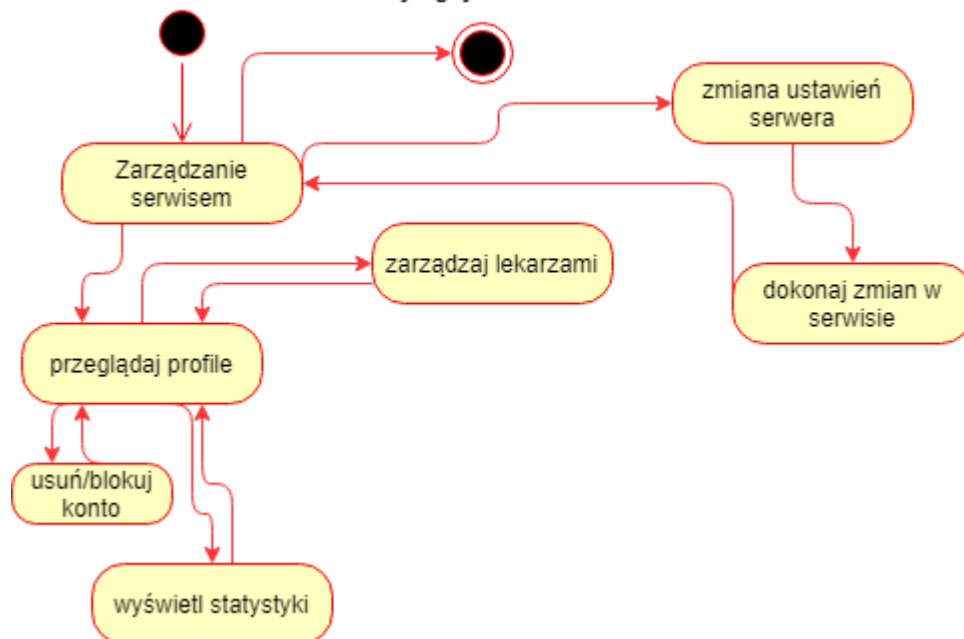 zmiana ustawień
serwera
Zarządzanie
serwisem
zarządzaj lekarzami
dokonaj zmian w
serwisie
przeglądaj profile
usuń/blokuj
konto
wyświetl statystyki